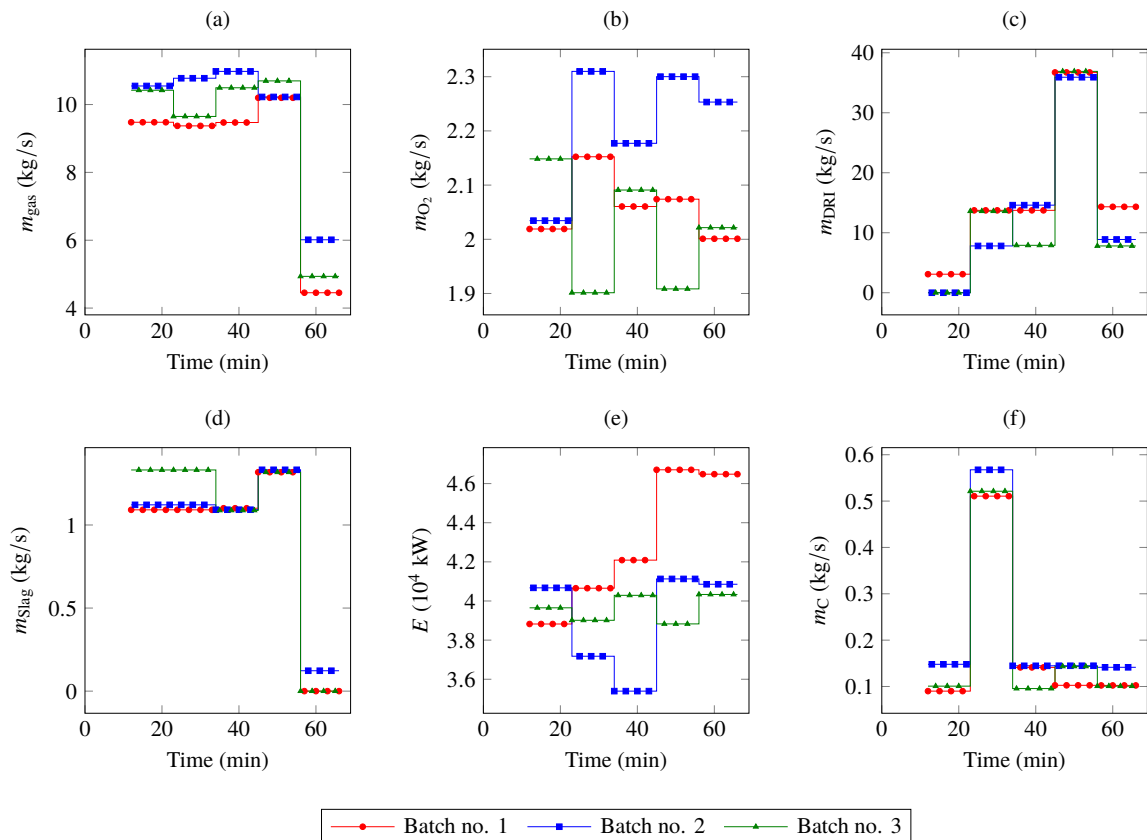 (a)
(b)
(c)
10
8
6
4
0 20 40 60
m_gas (kg/s)
Time (min)
2.3
2.2
2.1
2
1.9
0 20 40 60
m_O₂ (kg/s)
Time (min)
40
30
20
10
0
0 20 40 60
m_DRI (kg/s)
Time (min)
(d)
(e)
(f)
1
0.5
0
0 20 40 60
m_Slag (kg/s)
Time (min)
4.6
4.4
4.2
4
3.8
3.6
0 20 40 60
E (10⁴ kW)
Time (min)
0.6
0.5
0.4
0.3
0.2
0.1
0 20 40 60
m_C (kg/s)
Time (min)
Batch no. 1 Batch no. 2 Batch no. 3